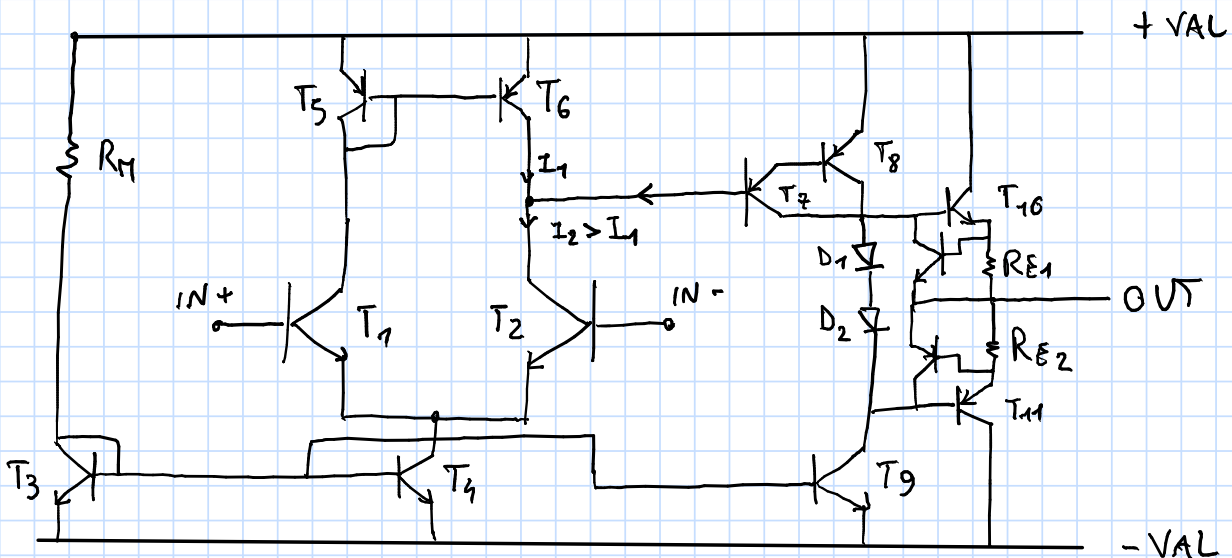 + VAL
T5
T6
RM
I1
T8
T7
T10
I2 > I1
D1
RE1
IN +
IN -
OUT
T1
T2
D2
RE2
T11
T3
T4
T9
- VAL